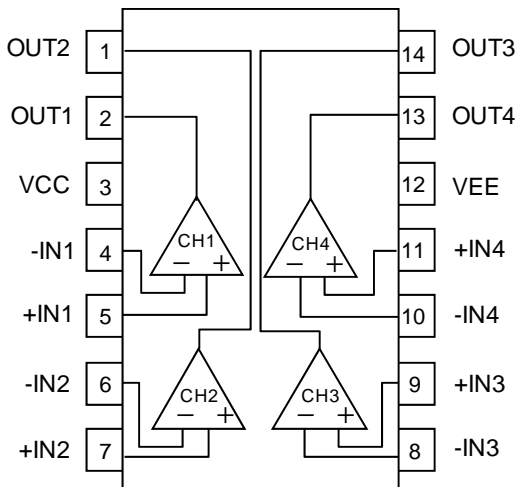 OUT2 1 14 OUT3
OUT1 2 13 OUT4
VCC 3 12 VEE
CH1 CH4
-IN1 4 − + − + 11 +IN4
+IN1 5 10 -IN4
-IN2 6 9 +IN3
CH2 CH3
− + − +
+IN2 7 8 -IN3